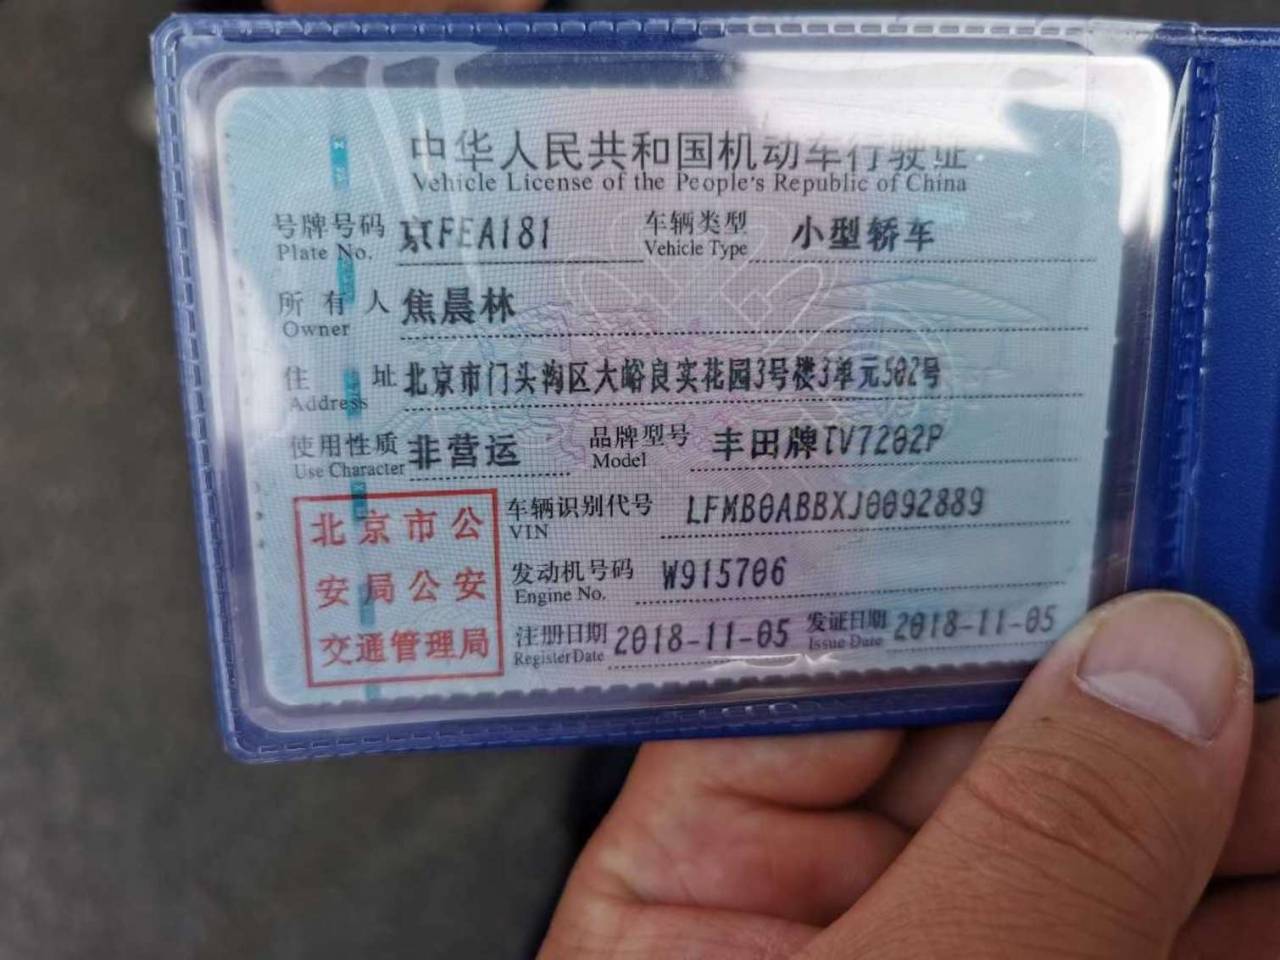 中华人民共和国机动车行驶证
Vehicle License of the People's Republic of China
号牌号码 京FEA181 车辆类型 小型轿车
Plate No. Vehicle Type
所有人 焦晨林
Owner
住址 北京市门头沟区大峪良实花园3号楼3单元502号
Address
使用性质 非营运 品牌型号 丰田牌TV7202P
Use Character Model
车辆识别代号 LFMB0ABBXJ0092889
VIN
发动机号码 W915706
Engine No.
注册日期 2018-11-05 发证日期 2018-11-05
Register Date Issue Date
北京市公
安局公安
交通管理局